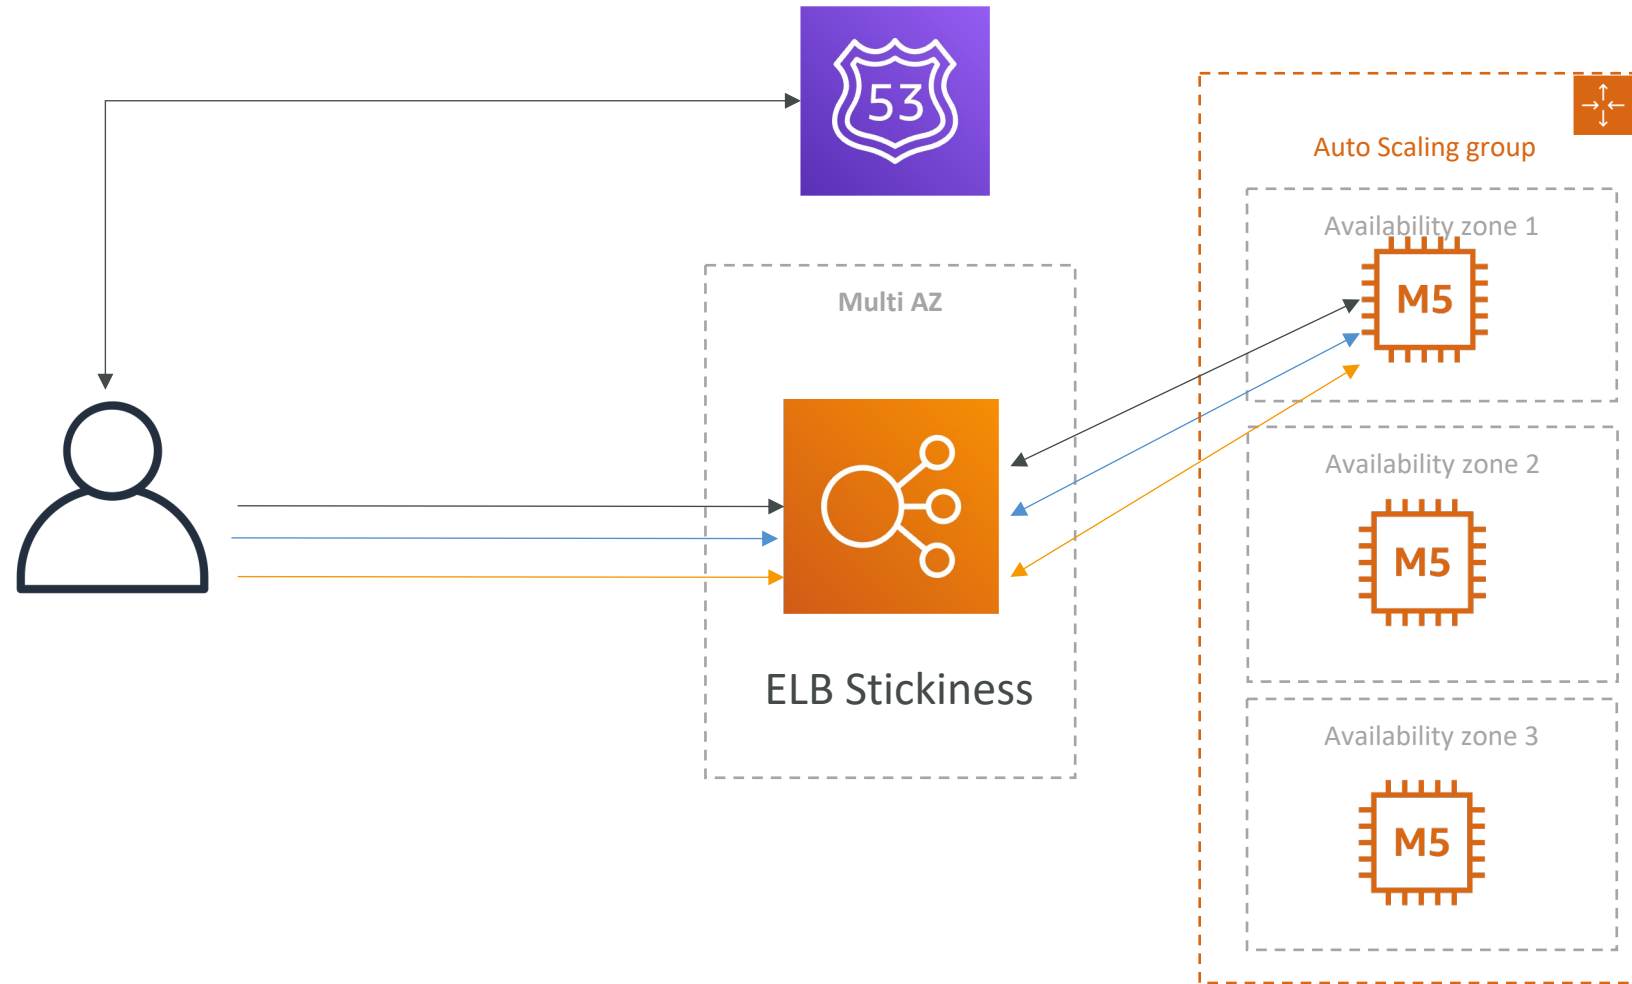 53
Auto Scaling group
Availability zone 1
M5
Multi AZ
Availability zone 2
M5
ELB Stickiness
Availability zone 3
M5